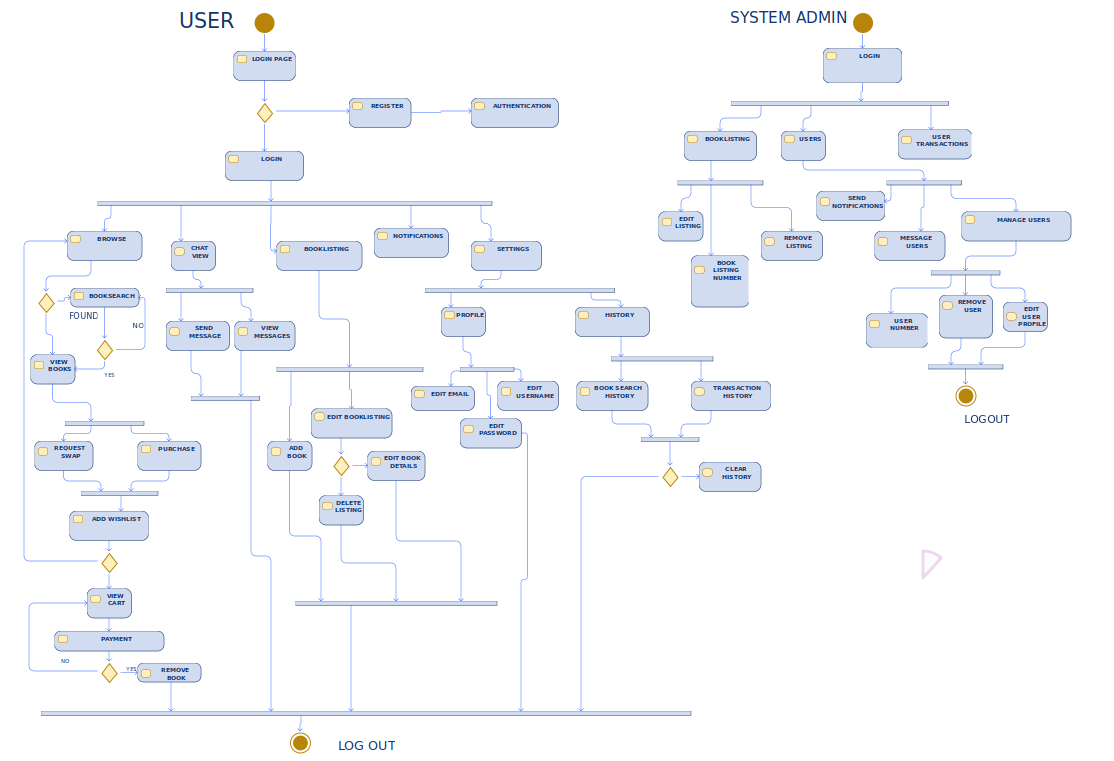 USER
SYSTEM ADMIN
LOGIN PAGE
LOGIN
REGISTER
AUTHENTICATION
BOOKLISTING
USERS
USER
TRANSACTIONS
LOGIN
SEND
NOTIFICATIONS
EDIT
LISTING
REMOVE
LISTING
MESSAGE
USERS
MANAGE USERS
BROWSE
CHAT
VIEW
BOOKLISTING
NOTIFICATIONS
SETTINGS
BOOK
LISTING
NUMBER
BOOKSEARCH
FOUND
NO
SEND
MESSAGE
VIEW
MESSAGES
PROFILE
HISTORY
USER
NUMBER
REMOVE
USER
EDIT
USER
PROFILE
VIEW
BOOKS
YES
EDIT EMAIL
EDIT
USERNAME
BOOK SEARCH
HISTORY
TRANSACTION
HISTORY
LOGOUT
EDIT BOOKLISTING
EDIT
PASSWORD
REQUEST
SWAP
PURCHASE
ADD
BOOK
EDIT BOOK
DETAILS
CLEAR
HISTORY
DELETE
LISTING
ADD WISHLIST
VIEW
CART
PAYMENT
NO
YES
REMOVE
BOOK
LOG OUT